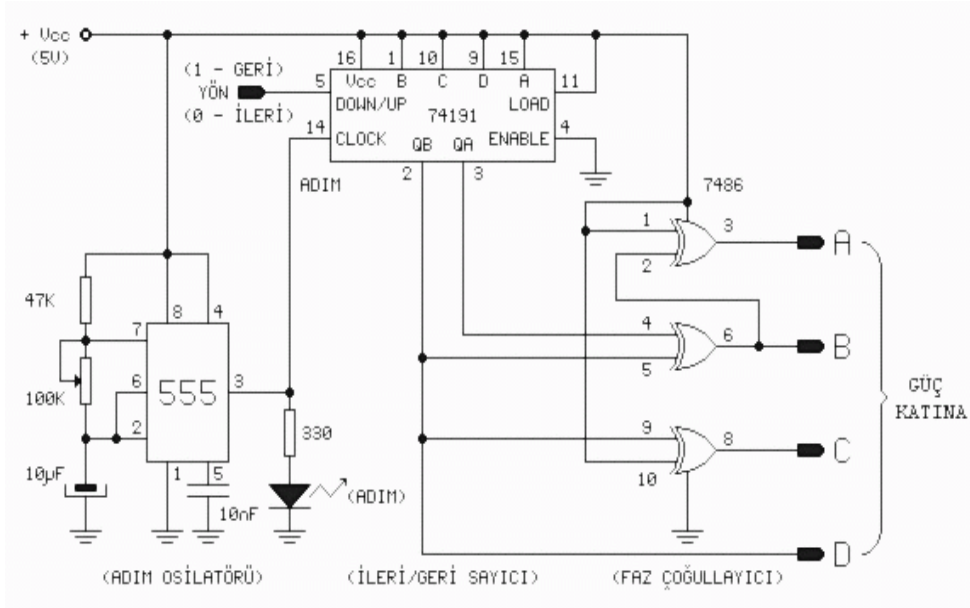 + Vcc
(5V)
(1 - GERİ)
YÖN
(0 - İLERİ)
5
16 1 10 9 15
Vcc B C D A
11
DOWN/UP
LOAD
74191
14
CLOCK
ENABLE
4
QB QA
2
3
ADIM
7486
1
2
3
A
47K
8
4
7
4
5
6
B
100K
6
555
3
2
330
GÜÇ
KATINA
9
10
8
C
10µF
1
5
10nF
(ADIM)
D
(ADIM OSİLATÖRÜ)
(İLERİ/GERİ SAYICI)
(FAZ ÇOĞULLAYICI)